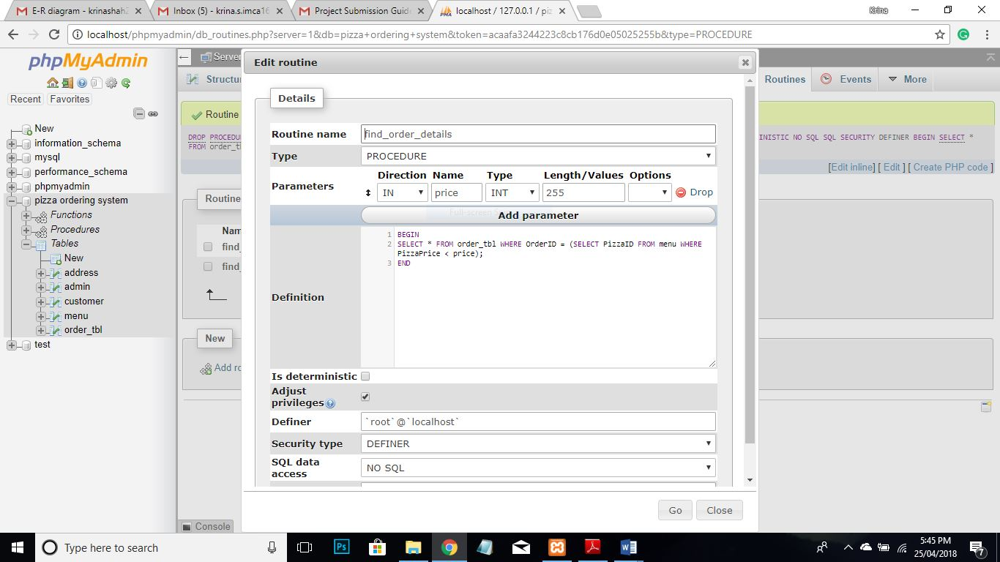 E-R diagram - krinashah2
Inbox (5) - krina.s.imca16
Project Submission Guid
localhost / 127.0.0.1 / piz
Krina
localhost/phpmyadmin/db_routines.php?server=1&db=pizza+ordering+system&token=acaafa3244223c82b176d0e05025255b&type=PROCEDURE
phpMyAdmin
Recent
Favorites
New
information_schema
mysql
performance_schema
phpmyadmin
pizza ordering system
Functions
Procedures
Tables
New
address
admin
customer
menu
order_tbl
test
Server
Structu
Routines
Events
More
Routine
DROP PROCEDU
INISTIC NO SQL SQL SECURITY DEFINER BEGIN SELECT *
FROM order_t
[Edit inline] [ Edit ] [ Create PHP code ]
Routine
Nam
find_
find_
New
Add ro
Console
Edit routine
Details
Routine name
find_order_details
Type
PROCEDURE
Parameters
Direction Name Type Length/Values Options
IN price INT 255 Drop
Add parameter
Definition
1 BEGIN
2 SELECT * FROM order_tbl WHERE OrderID = (SELECT PizzaID FROM menu WHERE
PizzaPrice < price);
3 END
Is deterministic
Adjust
privileges
Definer
`root`@`localhost`
Security type
DEFINER
SQL data
access
NO SQL
Go
Close
Type here to search
5:45 PM
25/04/2018
7